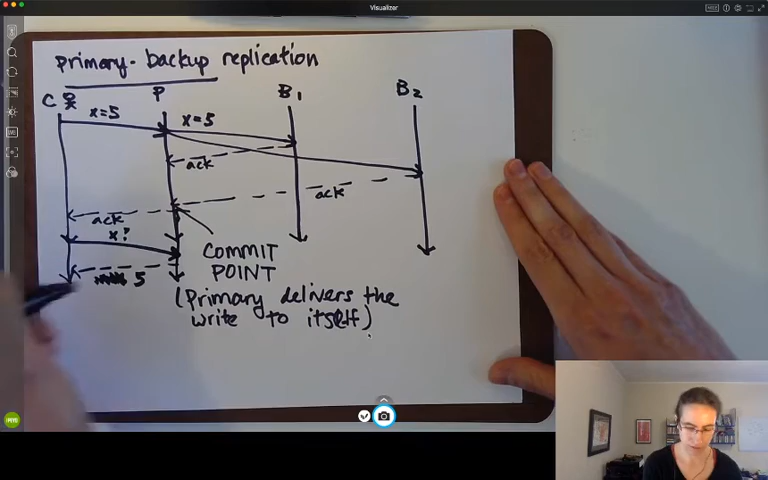 Visualizer
primary-backup replication
C P B1 B2
x=5 x=5
ack
ack
ack
x?
COMMIT
POINT
5
(Primary delivers the
write to itself)